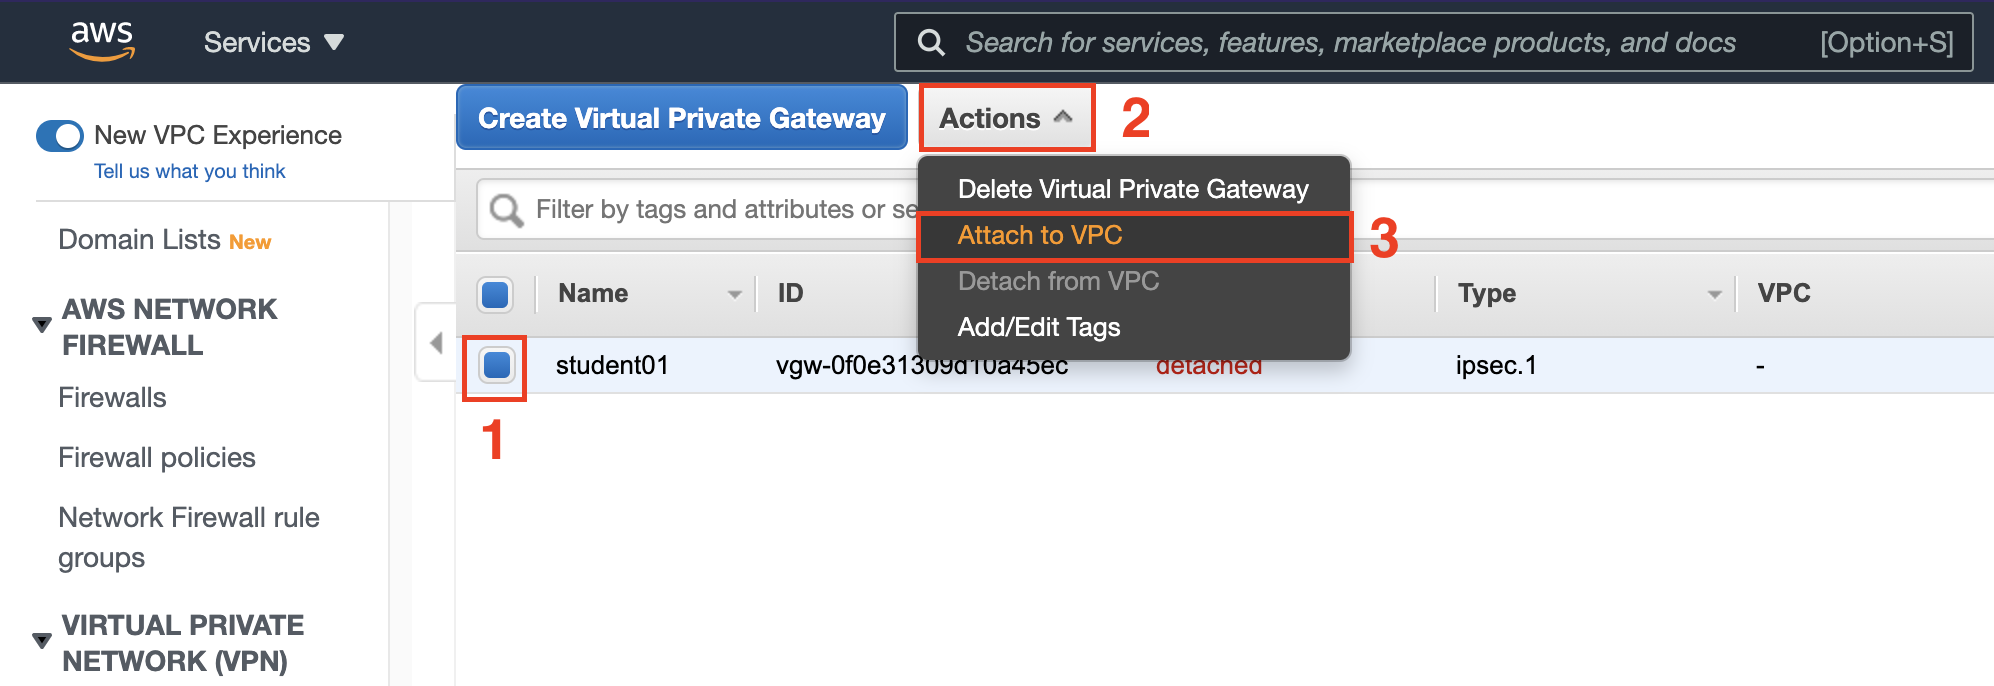 aws
Services
Search for services, features, marketplace products, and docs
[Option+S]
New VPC Experience
Tell us what you think
Domain Lists New
AWS NETWORK
FIREWALL
Firewalls
Firewall policies
Network Firewall rule
groups
VIRTUAL PRIVATE
NETWORK (VPN)
Create Virtual Private Gateway
Actions
2
Delete Virtual Private Gateway
Filter by tags and attributes or se
Attach to VPC
3
Detach from VPC
Add/Edit Tags
Name
ID
Type
VPC
student01
vgw-0f0e31309d10a45ec
detached
ipsec.1
-
1